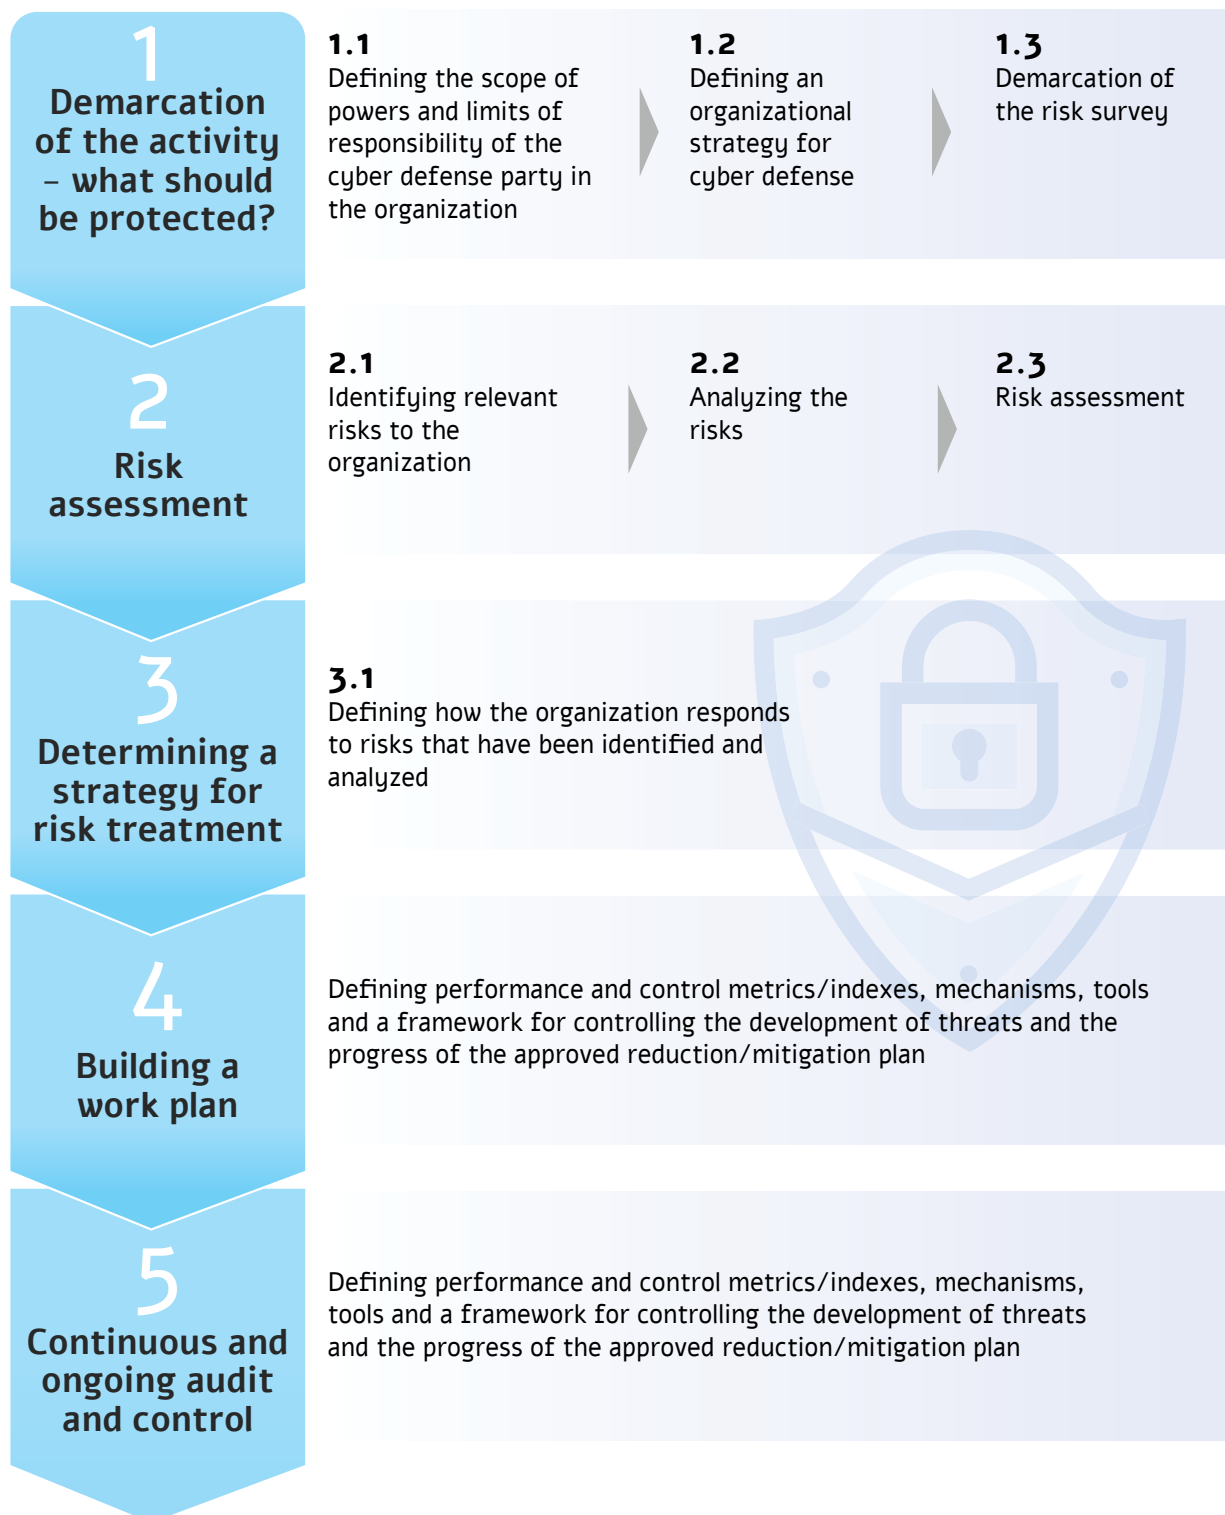 1
Demarcation
of the activity
– what should
be protected?
1.1
Defining the scope of
powers and limits of
responsibility of the
cyber defense party in
the organization
1.2
Defining an
organizational
strategy for
cyber defense
1.3
Demarcation of
the risk survey
2
Risk
assessment
2.1
Identifying relevant
risks to the
organization
2.2
Analyzing the
risks
2.3
Risk assessment
3
Determining a
strategy for
risk treatment
3.1
Defining how the organization responds
to risks that have been identified and
analyzed
4
Building a
work plan
Defining performance and control metrics/indexes, mechanisms, tools
and a framework for controlling the development of threats and the
progress of the approved reduction/mitigation plan
5
Continuous and
ongoing audit
and control
Defining performance and control metrics/indexes, mechanisms,
tools and a framework for controlling the development of threats
and the progress of the approved reduction/mitigation plan